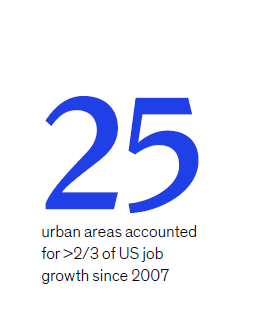 25
urban areas accounted
for >2/3 of US job
growth since 2007